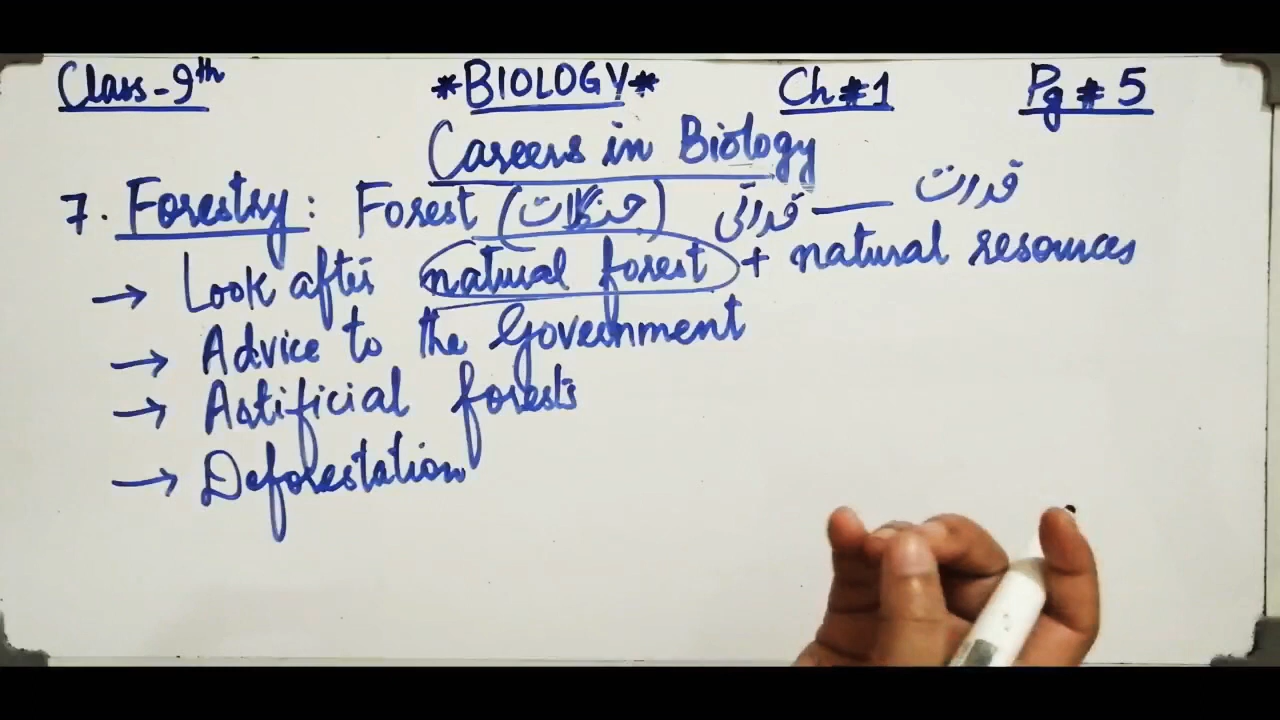 Class-9th *BIOLOGY* Ch#1 Pg#5
Careers in Biology
7. Forestry: Forest (جنگلات) قدراتی — قدرت
→ Look after natural forest + natural resources
→ Advice to the Government
→ Artificial forests
→ Deforestation